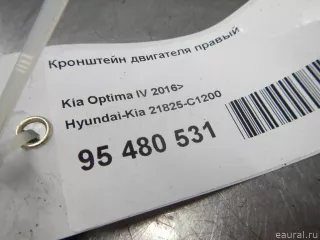 Кронштейн двигателя правый
Kia Optima IV 2016>
Hyundai-Kia 21825-C1200
95 480 531
eaural.ru